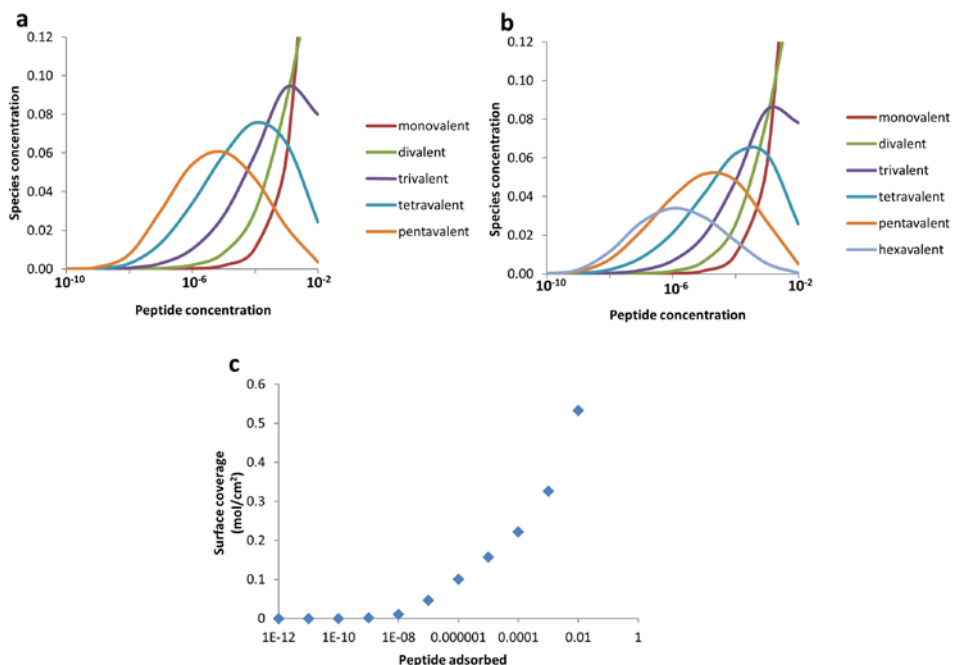 a
0.12
0.10
0.08
0.06
0.04
0.02
0.00
10-10
10-6
10-2
Species concentration
Peptide concentration
monovalent
divalent
trivalent
tetravalent
pentavalent
b
0.12
0.10
0.08
0.06
0.04
0.02
0.00
10-10
10-6
10-2
Species concentration
Peptide concentration
monovalent
divalent
trivalent
tetravalent
pentavalent
hexavalent
c
0.6
0.5
0.4
0.3
0.2
0.1
0
Surface coverage
(mol/cm²)
1E-12 1E-10 1E-08 0.000001 0.0001 0.01 1
Peptide adsorbed